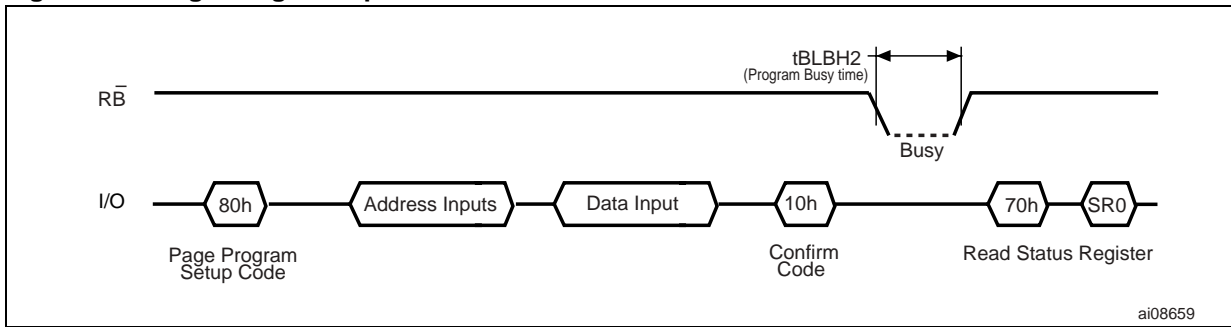 tBLBH2
(Program Busy time)
RB̅
Busy
I/O
80h
Address Inputs
Data Input
10h
70h
SR0
Page Program
Setup Code
Confirm
Code
Read Status Register
ai08659